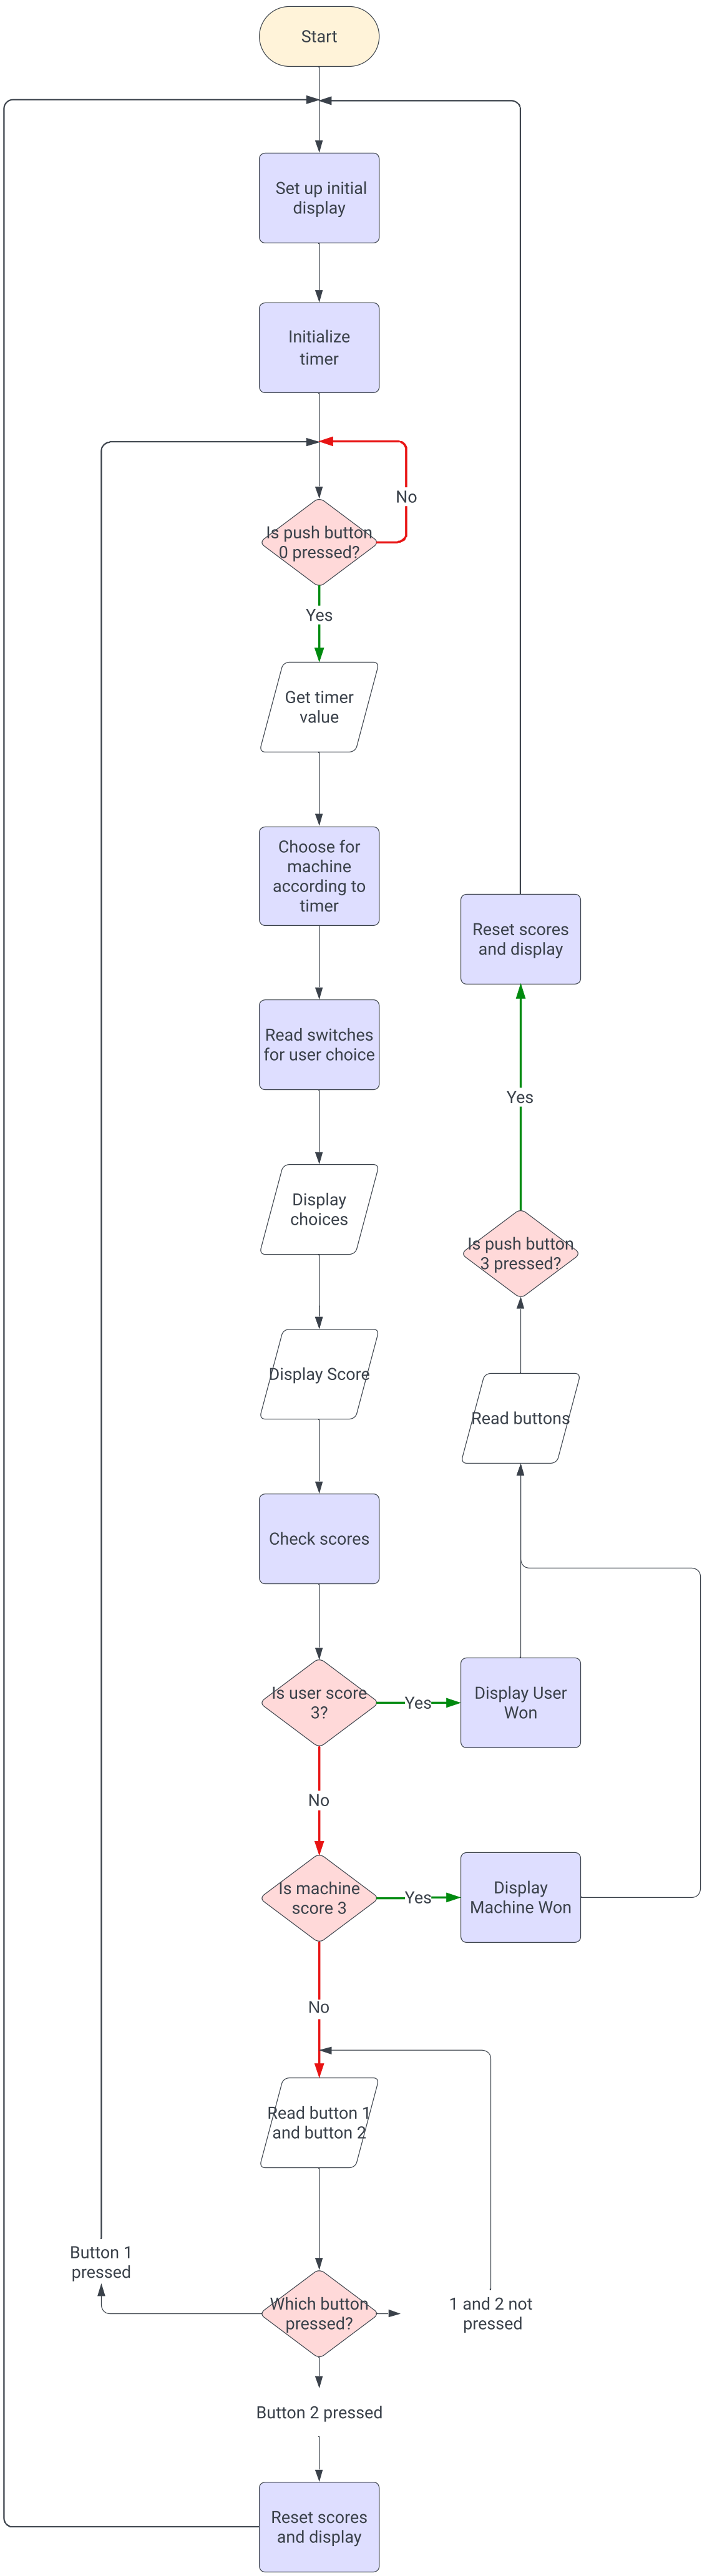 Start
Set up initial
display
Initialize
timer
No
Is push button
0 pressed?
Yes
Get timer
value
Choose for
machine
according to
timer
Reset scores
and display
Read switches
for user choice
Yes
Display
choices
Is push button
3 pressed?
Display Score
Read buttons
Check scores
Is user score
3?
Yes
Display User
Won
No
Is machine
score 3
Yes
Display
Machine Won
No
Read button 1
and button 2
Button 1
pressed
Which button
pressed?
1 and 2 not
pressed
Button 2 pressed
Reset scores
and display